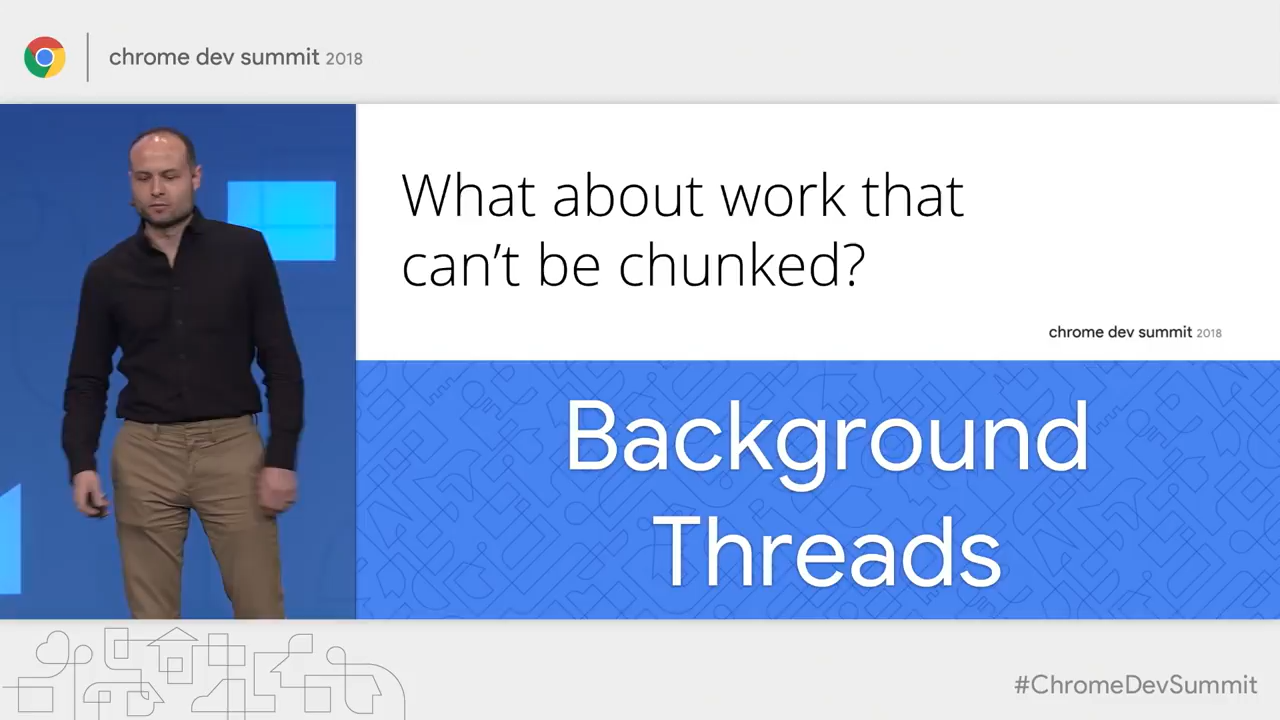 chrome dev summit 2018
What about work that
can't be chunked?
chrome dev summit 2018
Background
Threads
#ChromeDevSummit